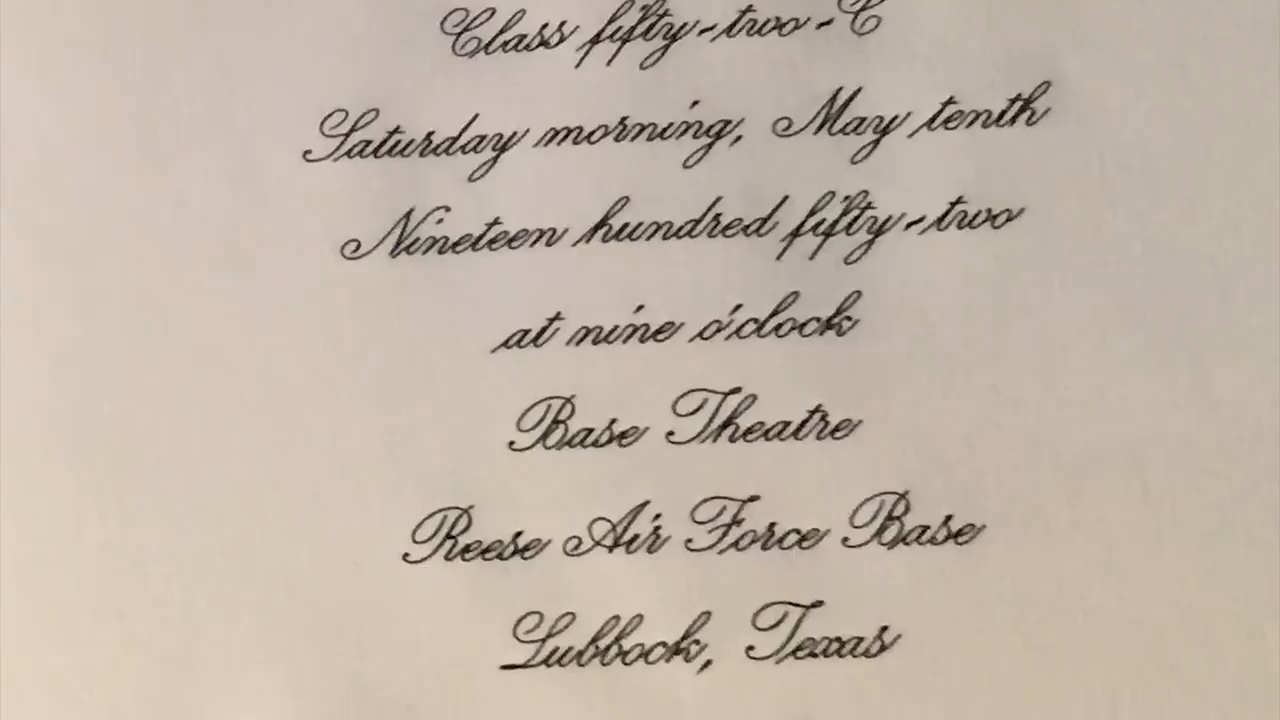 Class fifty-two-C
Saturday morning, May tenth
Nineteen hundred fifty-two
at nine o'clock
Base Theatre
Reese Air Force Base
Lubbock, Texas